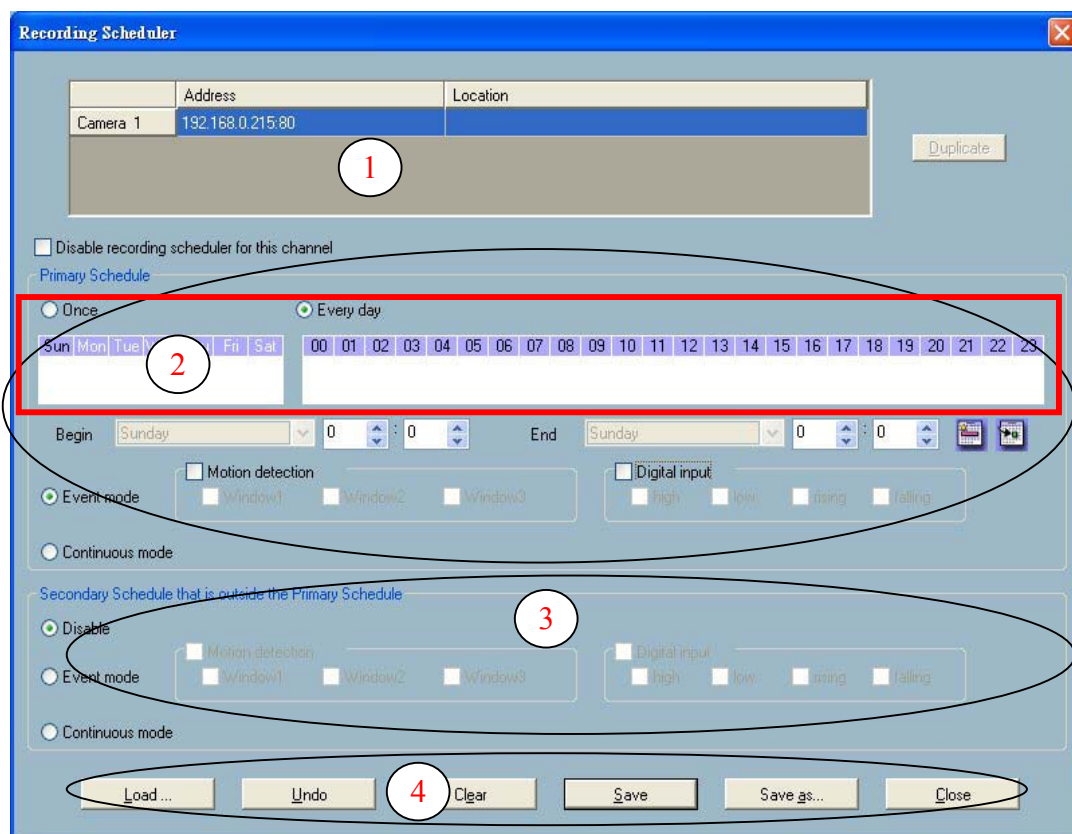 Recording Scheduler
Address Location
Camera 1 192.168.0.215:80
1
Duplicate
Disable recording scheduler for this channel
Primary Schedule
Once Every day
Sun Mon Tue Fri Sat 00 01 02 03 04 05 06 07 08 09 10 11 12 13 14 15 16 17 18 19 20 21 22 23
2
Begin Sunday 0 : 0 End Sunday 0 : 0
Motion detection Digital input
Event mode Window1 Window2 Window3 high low rising falling
Continuous mode
Secondary Schedule that is outside the Primary Schedule
3
Disable
Motion detection Digital input
Event mode Window1 Window2 Window3 high low rising falling
Continuous mode
Load ... Undo 4 Clear Save Save as... Close